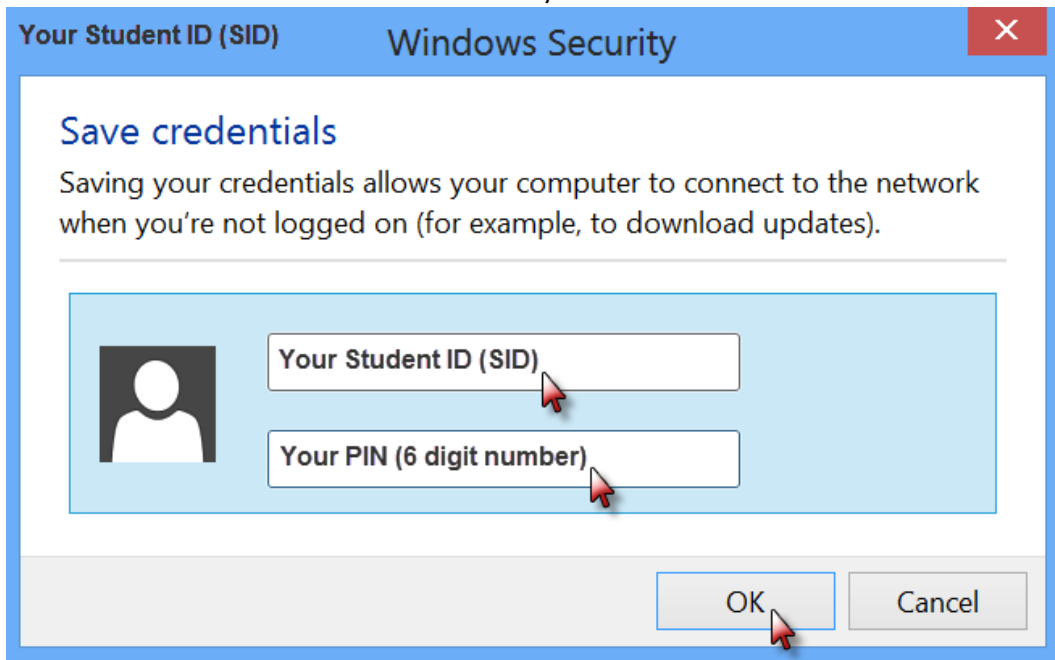 Your Student ID (SID)
Windows Security
Save credentials
Saving your credentials allows your computer to connect to the network
when you're not logged on (for example, to download updates).
Your Student ID (SID)
Your PIN (6 digit number)
OK
Cancel